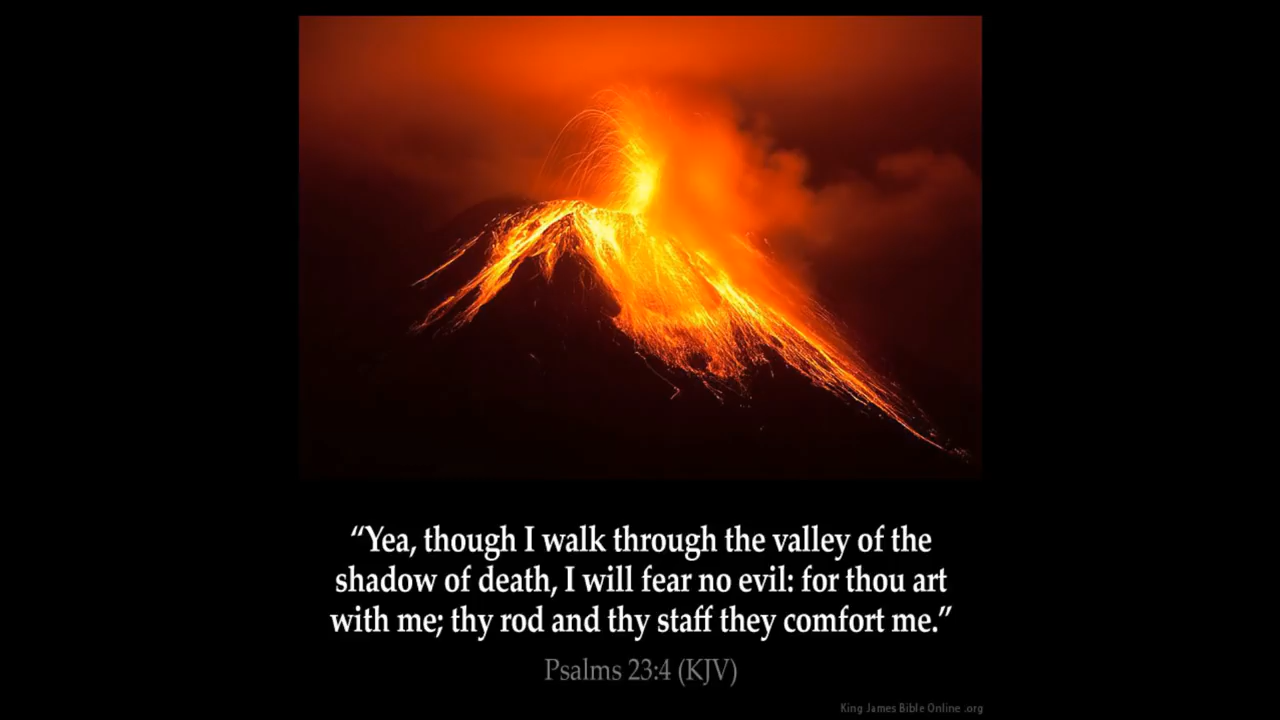 “Yea, though I walk through the valley of the
shadow of death, I will fear no evil: for thou art
with me; thy rod and thy staff they comfort me.”
Psalms 23:4 (KJV)
King James Bible Online .org